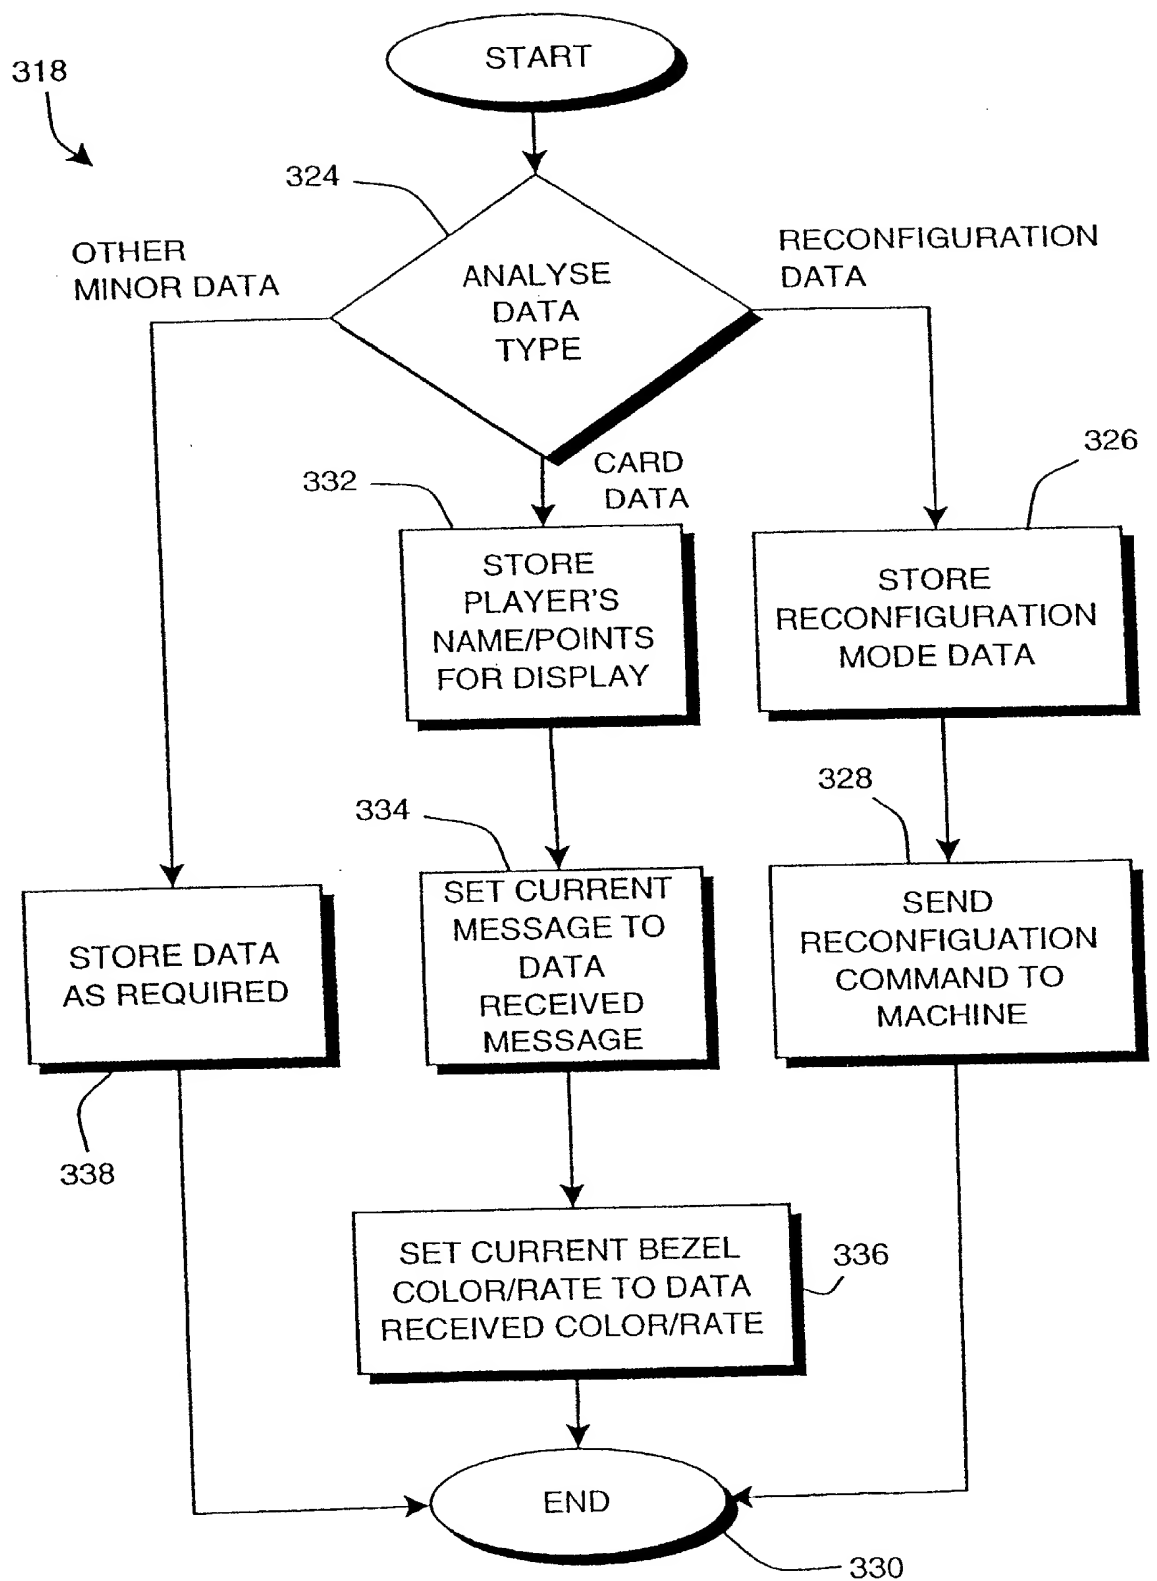 START
318
324
OTHER
MINOR DATA
RECONFIGURATION
DATA
ANALYSE
DATA
TYPE
332
CARD
DATA
326
STORE
PLAYER'S
NAME/POINTS
FOR DISPLAY
STORE
RECONFIGURATION
MODE DATA
334
328
STORE DATA
AS REQUIRED
SET CURRENT
MESSAGE TO
DATA
RECEIVED
MESSAGE
SEND
RECONFIGUATION
COMMAND TO
MACHINE
338
SET CURRENT BEZEL
COLOR/RATE TO DATA
RECEIVED COLOR/RATE
336
END
330